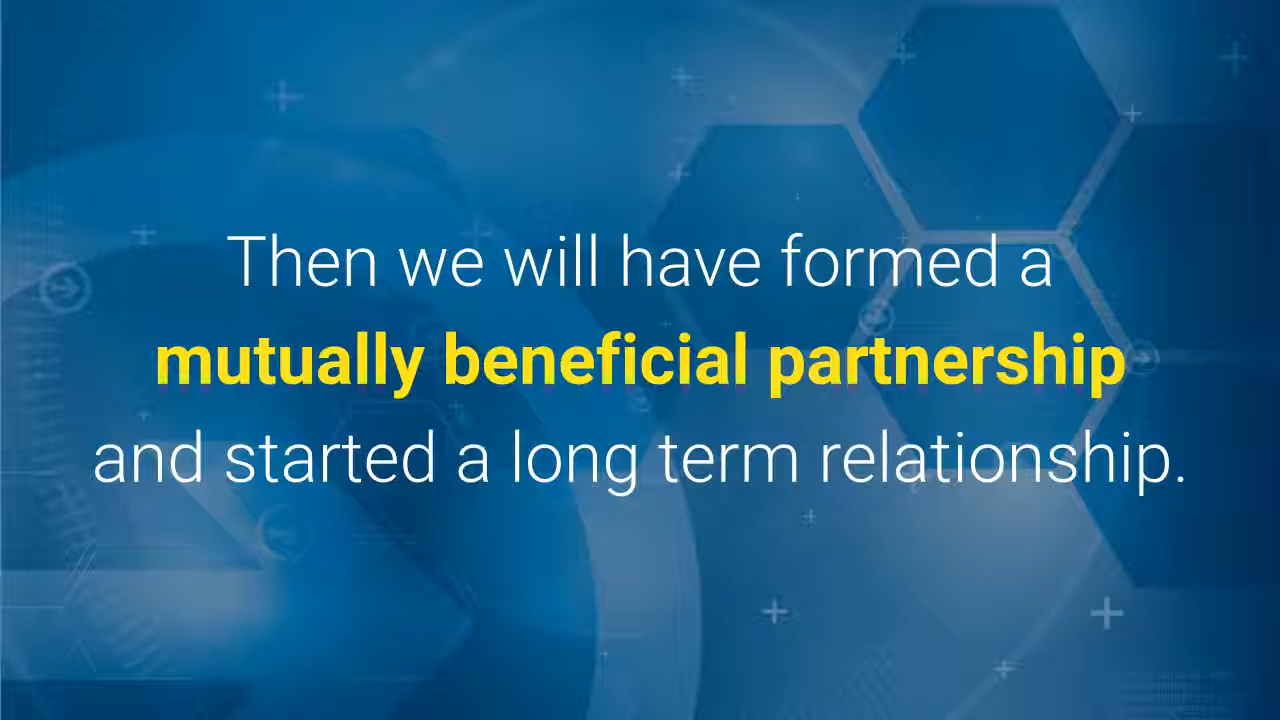 Then we will have formed a
mutually beneficial partnership
and started a long term relationship.